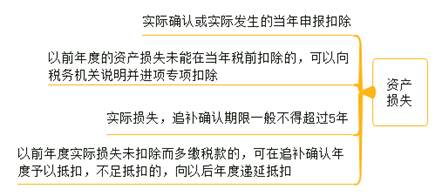 实际确认或实际发生的当年申报扣除
以前年度的资产损失未能在当年税前扣除的，可以向
税务机关说明并进项专项扣除
实际损失，追补确认期限一般不得超过5年
以前年度实际损失未扣除而多缴税款的，可在追补确认年
度予以抵扣，不足抵扣的，向以后年度递延抵扣
资产
损失